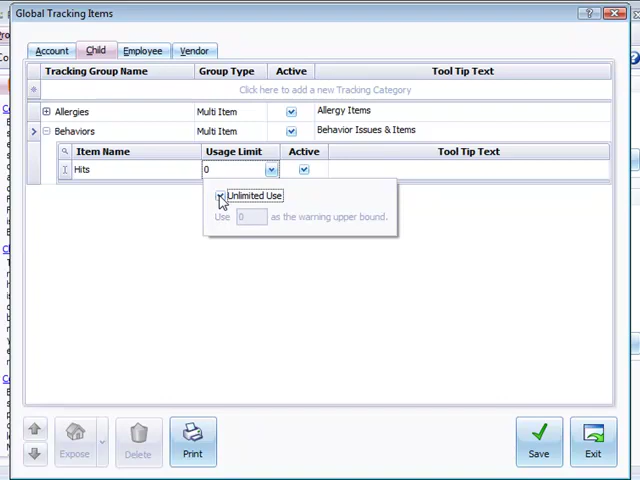 Global Tracking Items
Account Child Employee Vendor
Tracking Group Name Group Type Active Tool Tip Text
Click here to add a new Tracking Category
Allergies Multi Item Allergy Items
Behaviors Multi Item Behavior Issues & Items
Item Name Usage Limit Active Tool Tip Text
Hits 0
Unlimited Use
Use 0 as the warning upper bound.
Expose Delete Print Save Exit